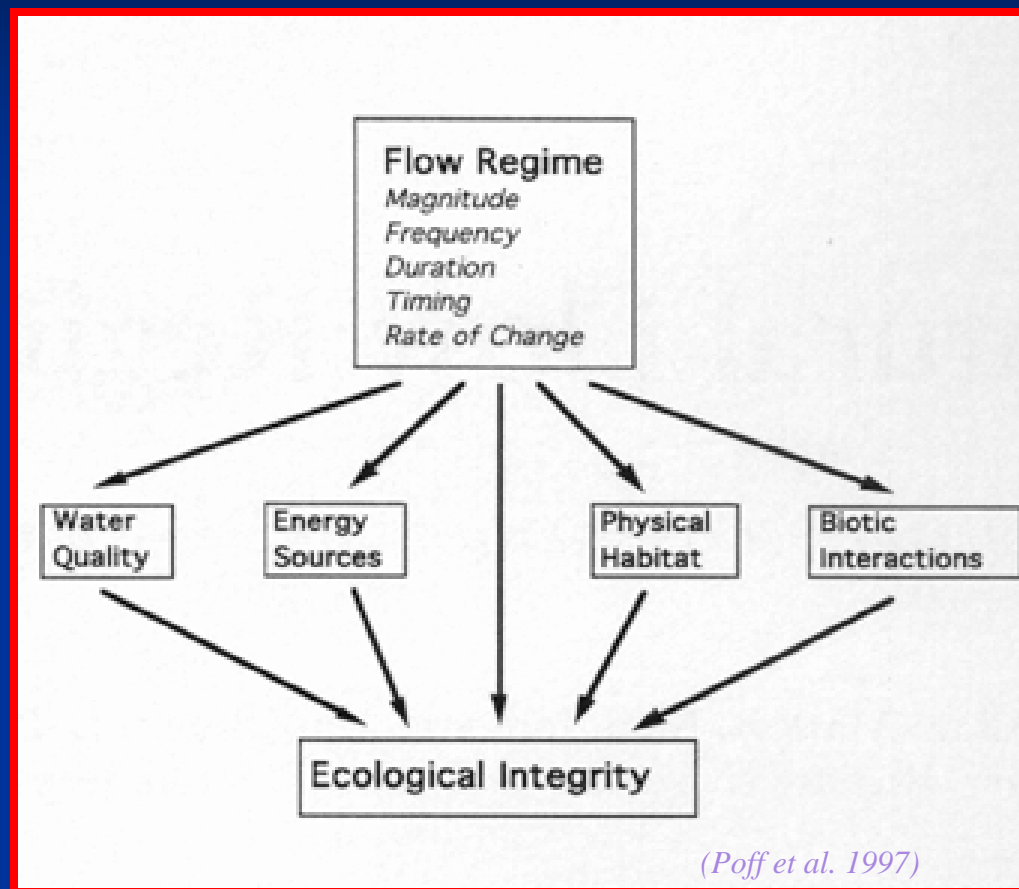 Flow Regime
Magnitude
Frequency
Duration
Timing
Rate of Change
Water
Quality
Energy
Sources
Physical
Habitat
Biotic
Interactions
Ecological Integrity
(Poff et al. 1997)